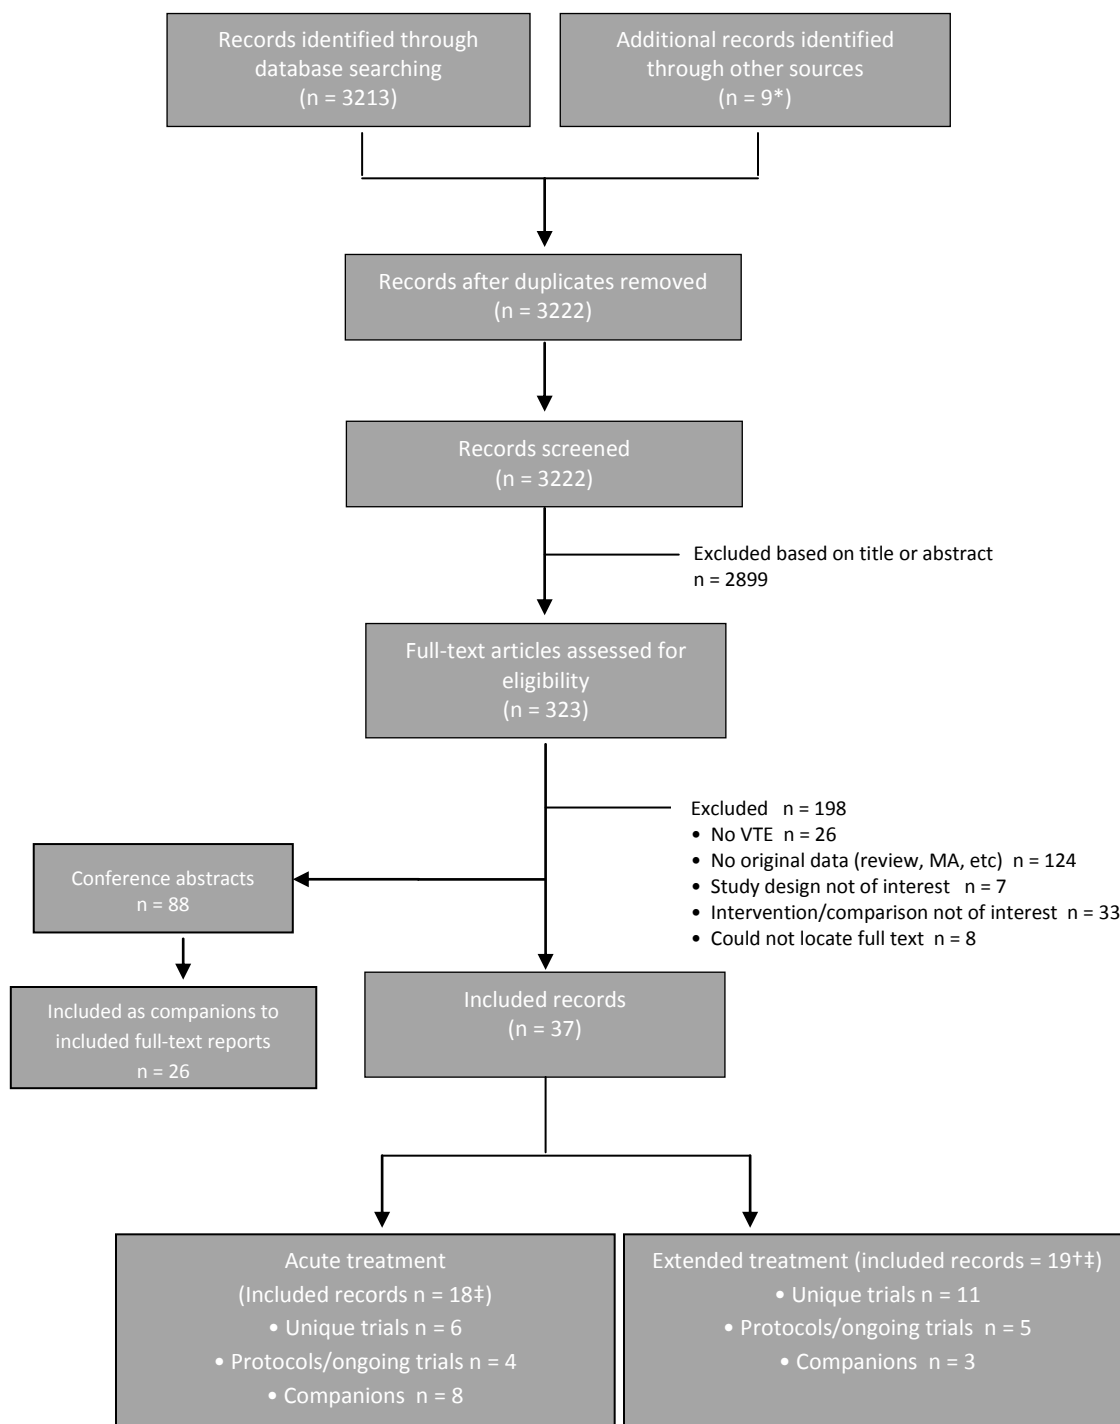 Records identified through
database searching
(n = 3213)
Additional records identified
through other sources
(n = 9*)
Records after duplicates removed
(n = 3222)
Records screened
(n = 3222)
Excluded based on title or abstract
n = 2899
Full-text articles assessed for
eligibility
(n = 323)
Excluded n = 198
• No VTE n = 26
• No original data (review, MA, etc) n = 124
• Study design not of interest n = 7
• Intervention/comparison not of interest n = 33
• Could not locate full text n = 8
Conference abstracts
n = 88
Included as companions to
included full-text reports
n = 26
Included records
(n = 37)
Acute treatment
(Included records n = 18‡)
• Unique trials n = 6
• Protocols/ongoing trials n = 4
• Companions n = 8
Extended treatment (included records = 19†‡)
• Unique trials n = 11
• Protocols/ongoing trials n = 5
• Companions n = 3